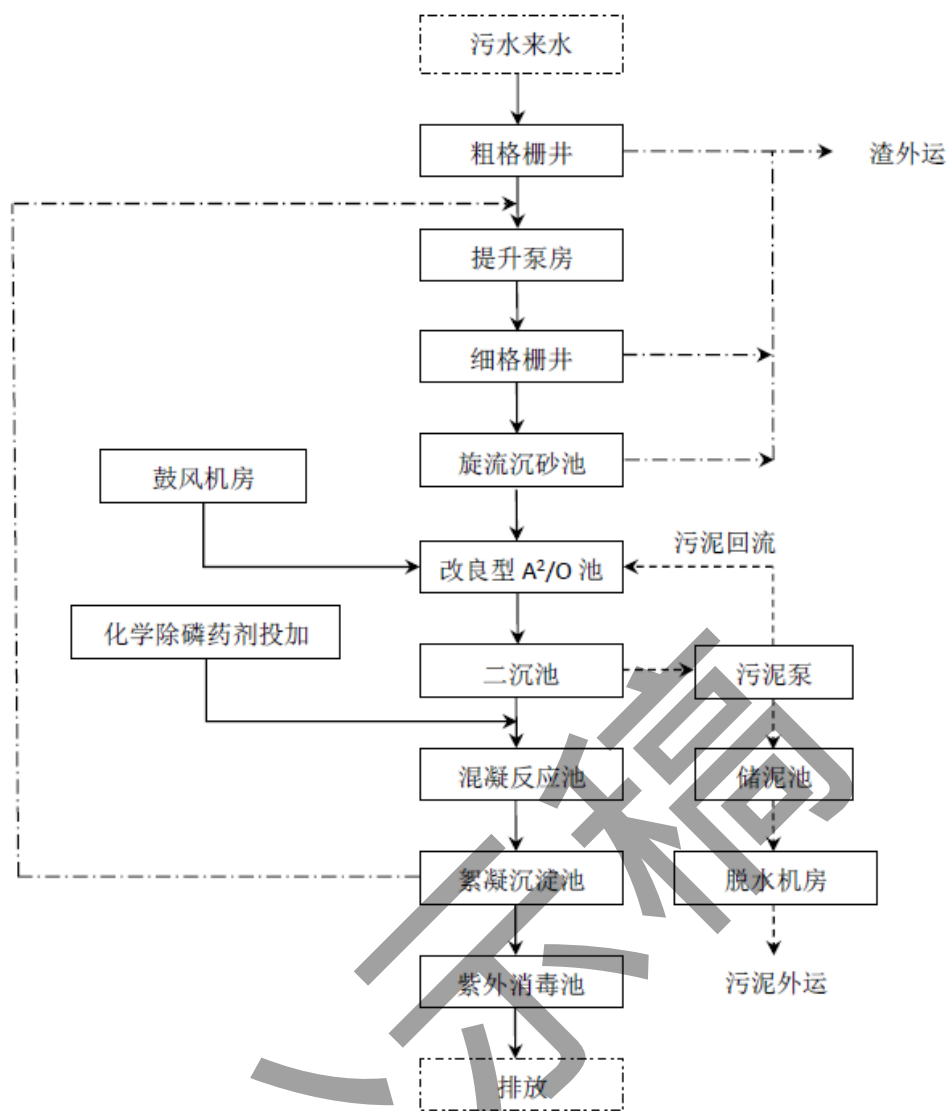 污水来水
粗格栅井
渣外运
提升泵房
细格栅井
旋流沉砂池
鼓风机房
污泥回流
改良型 A²/O 池
化学除磷药剂投加
二沉池
污泥泵
混凝反应池
储泥池
絮凝沉淀池
脱水机房
紫外消毒池
污泥外运
排放
示稿